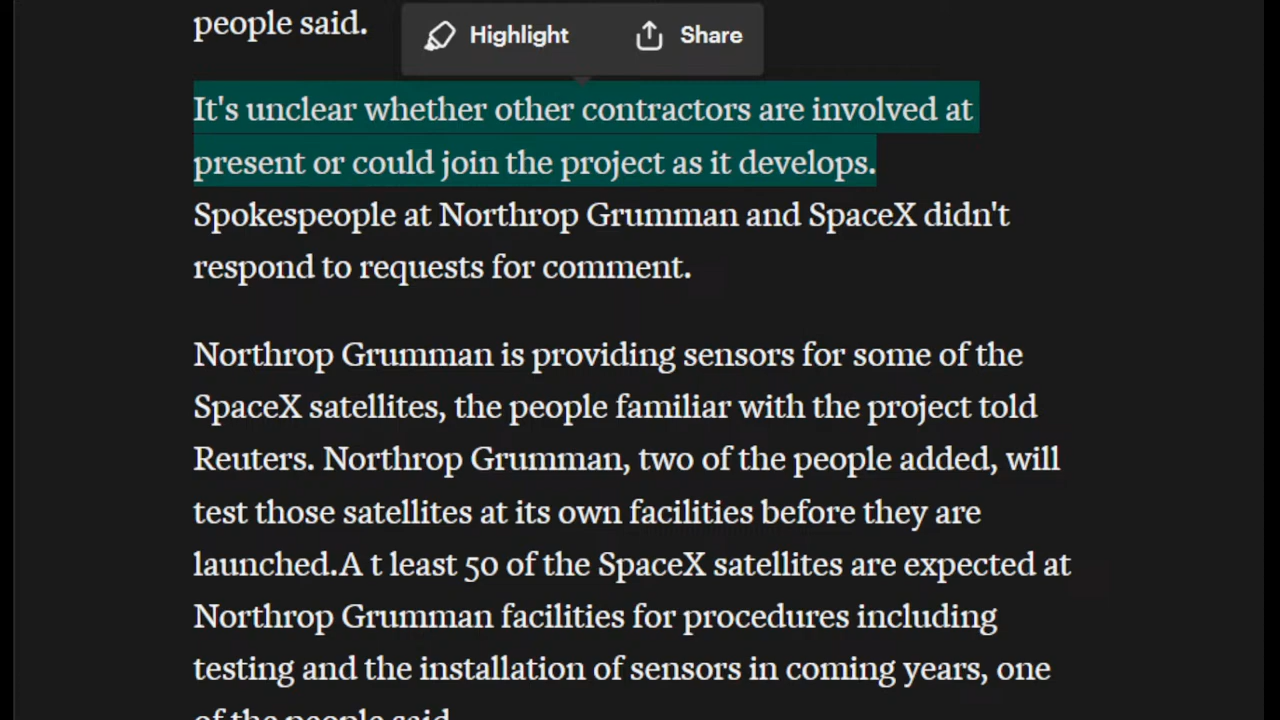 people said.
Highlight
Share
It's unclear whether other contractors are involved at
present or could join the project as it develops.
Spokespeople at Northrop Grumman and SpaceX didn't
respond to requests for comment.
Northrop Grumman is providing sensors for some of the
SpaceX satellites, the people familiar with the project told
Reuters. Northrop Grumman, two of the people added, will
test those satellites at its own facilities before they are
launched.A t least 50 of the SpaceX satellites are expected at
Northrop Grumman facilities for procedures including
testing and the installation of sensors in coming years, one
of the people said.